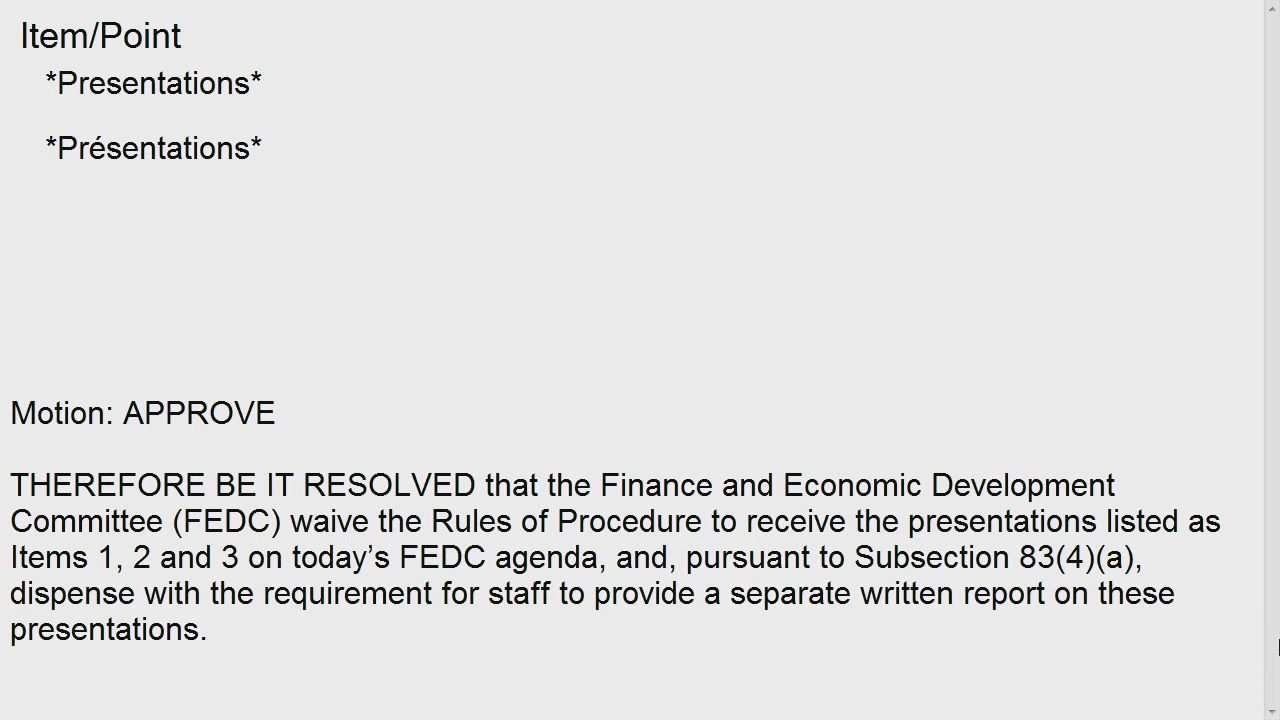 Item/Point
*Presentations*
*Présentations*
Motion: APPROVE
THEREFORE BE IT RESOLVED that the Finance and Economic Development
Committee (FEDC) waive the Rules of Procedure to receive the presentations listed as
Items 1, 2 and 3 on today’s FEDC agenda, and, pursuant to Subsection 83(4)(a),
dispense with the requirement for staff to provide a separate written report on these
presentations.